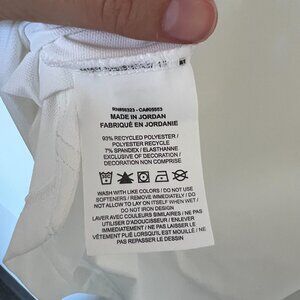 MADE IN JORDAN
FABRIQUÉ EN JORDANIE
93% RECYCLED POLYESTER /
POLYESTER RECYCLE
7% SPANDEX / ELASTHANNE
EXCLUSIVE OF DECORATION /
DECORATION NON COMPRISE
WASH WITH LIKE COLORS / DO NOT USE
SOFTENERS / REMOVE IMMEDIATELY / DO
NOT ALLOW TO LAY ON ITSELF WHEN WET /
DO NOT IRON DESIGN
LAVER AVEC COULEURS SIMILAIRES / NE PAS
UTILISER D'ADOUCISSEUR / ENLEVER
IMMÉDIATEMENT / NE PAS LAISSER LE
VÊTEMENT PLIÉ LORSQU'IL EST MOUILLÉ / NE
PAS REPASSER LE DESSIN